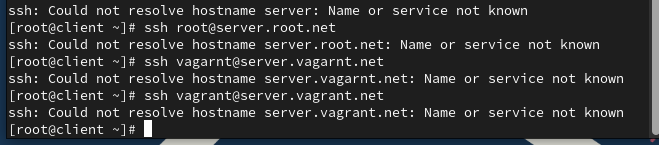 ssh: Could not resolve hostname server: Name or service not known
[root@client ~]# ssh root@server.root.net
ssh: Could not resolve hostname server.root.net: Name or service not known
[root@client ~]# ssh vagarnt@server.vagarnt.net
ssh: Could not resolve hostname server.vagarnt.net: Name or service not known
[root@client ~]# ssh vagrant@server.vagrant.net
ssh: Could not resolve hostname server.vagrant.net: Name or service not known
[root@client ~]#